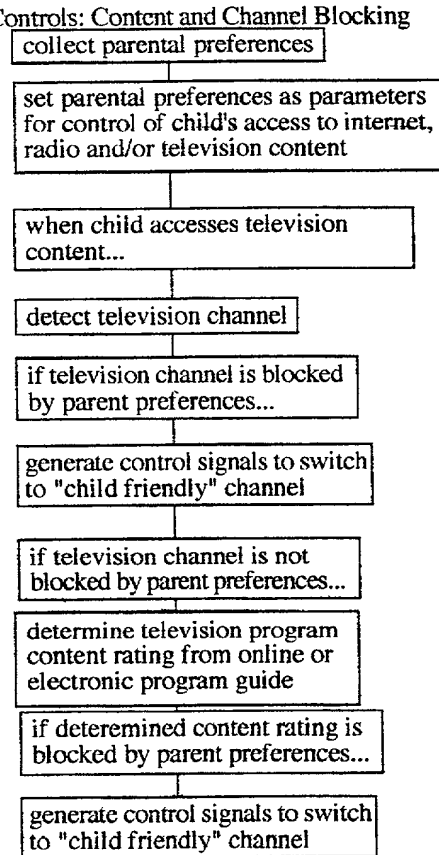 Controls: Content and Channel Blocking
collect parental preferences
set parental preferences as parameters
for control of child's access to internet,
radio and/or television content
when child accesses television
content...
detect television channel
if television channel is blocked
by parent preferences...
generate control signals to switch
to "child friendly" channel
if television channel is not
blocked by parent preferences...
determine television program
content rating from online or
electronic program guide
if deteremined content rating is
blocked by parent preferences...
generate control signals to switch
to "child friendly" channel